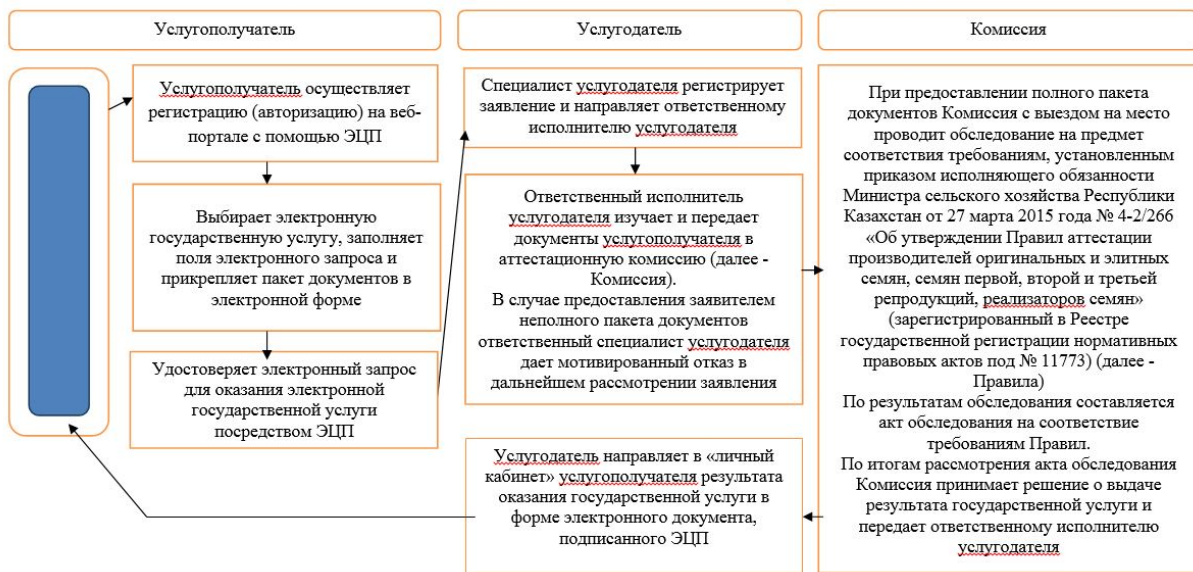 Услугополучатель
Услугодатель
Комиссия
Услугополучатель осуществляет
регистрацию (авторизацию) на веб-
портале с помощью ЭЦП
Выбирает электронную
государственную услугу, заполняет
поля электронного запроса и
прикрепляет пакет документов в
электронной форме
Удостоверяет электронный запрос
для оказания электронной
государственной услуги
посредством ЭЦП
Специалист услугодателя регистрирует
заявление и направляет ответственному
исполнителю услугодателя
Ответственный исполнитель
услугодателя изучает и передает
документы услугополучателя в
аттестационную комиссию (далее -
Комиссия).
В случае предоставления заявителем
неполного пакета документов
ответственный специалист услугодателя
дает мотивированный отказ в
дальнейшем рассмотрении заявления
При предоставлении полного пакета
документов Комиссия с выездом на место
проводит обследование на предмет
соответствия требованиям, установленным
приказом исполняющего обязанности
Министра сельского хозяйства Республики
Казахстан от 27 марта 2015 года № 4-2/266
«Об утверждении Правил аттестации
производителей оригинальных и элитных
семян, семян первой, второй и третьей
репродукций, реализаторов семян»
(зарегистрированный в Реестре
государственной регистрации нормативных
правовых актов под № 11773) (далее -
Правила)
По результатам обследования составляется
акт обследования на соответствие
требованиям Правил.
По итогам рассмотрения акта обследования
Комиссия принимает решение о выдаче
результата государственной услуги и
передает ответственному исполнителю
услугодателя
Услугодатель направляет в «личный
кабинет» услугополучателя результата
оказания государственной услуги в
форме электронного документа,
подписанного ЭЦП